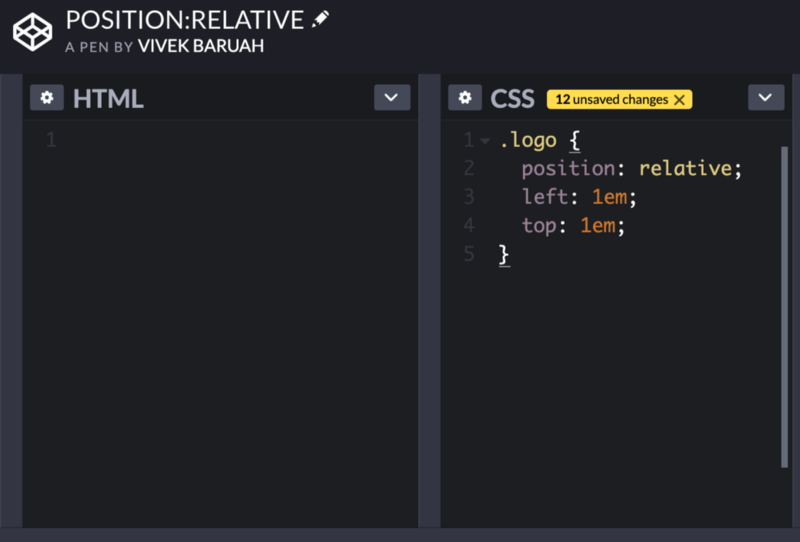 POSITION:RELATIVE
A PEN BY VIVEK BARUAH
HTML
1
CSS 12 unsaved changes ×
1 .logo {
2 position: relative;
3 left: 1em;
4 top: 1em;
5 }